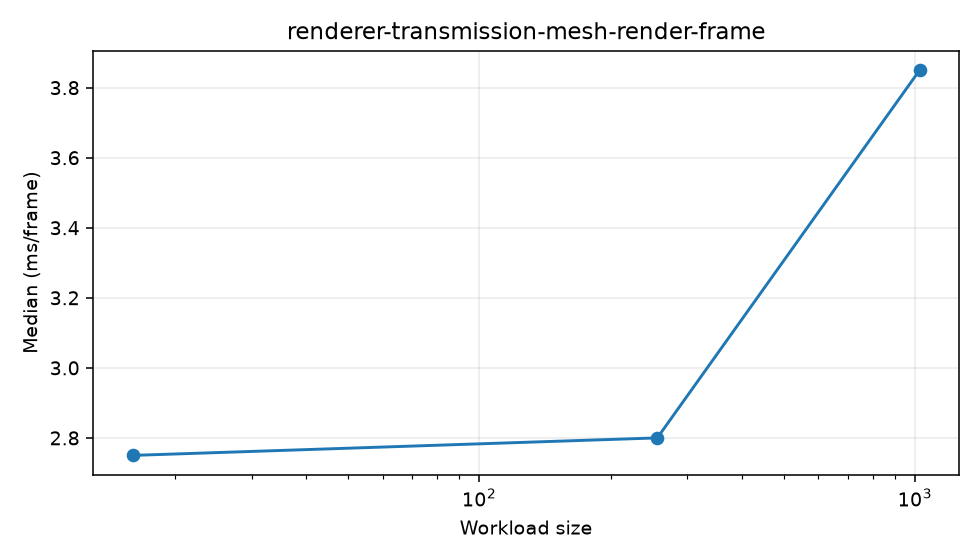 renderer-transmission-mesh-render-frame
Median (ms/frame)
3.8
3.6
3.4
3.2
3.0
2.8
10²
10³
Workload size